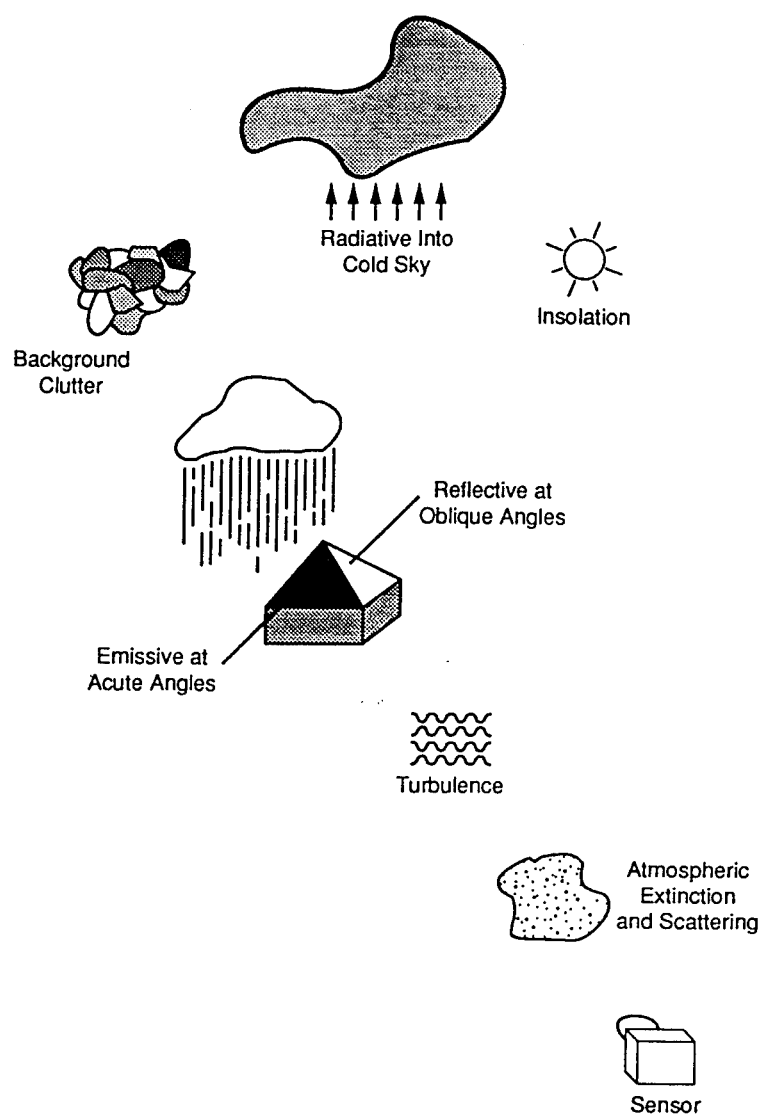 Radiative Into
Cold Sky
Insolation
Background
Clutter
Reflective at
Oblique Angles
Emissive at
Acute Angles
Turbulence
Atmospheric
Extinction
and Scattering
Sensor